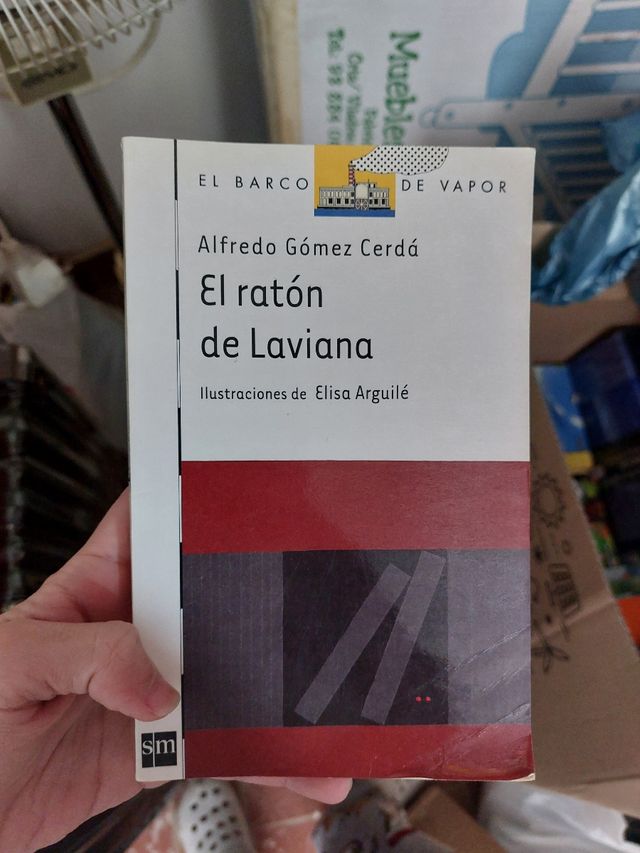 Muebles
EL BARCO DE VAPOR
Alfredo Gómez Cerdá
El ratón
de Laviana
Ilustraciones de Elisa Arguilé
sm